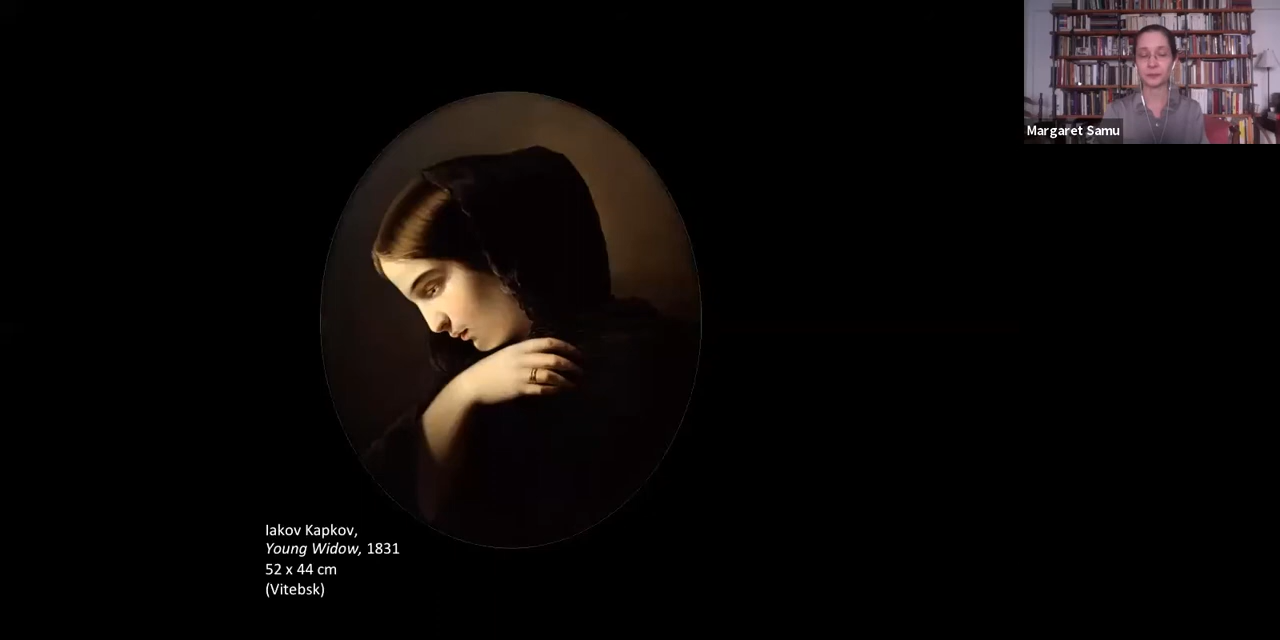 Margaret Samu
Iakov Kapkov,
Young Widow, 1831
52 x 44 cm
(Vitebsk)